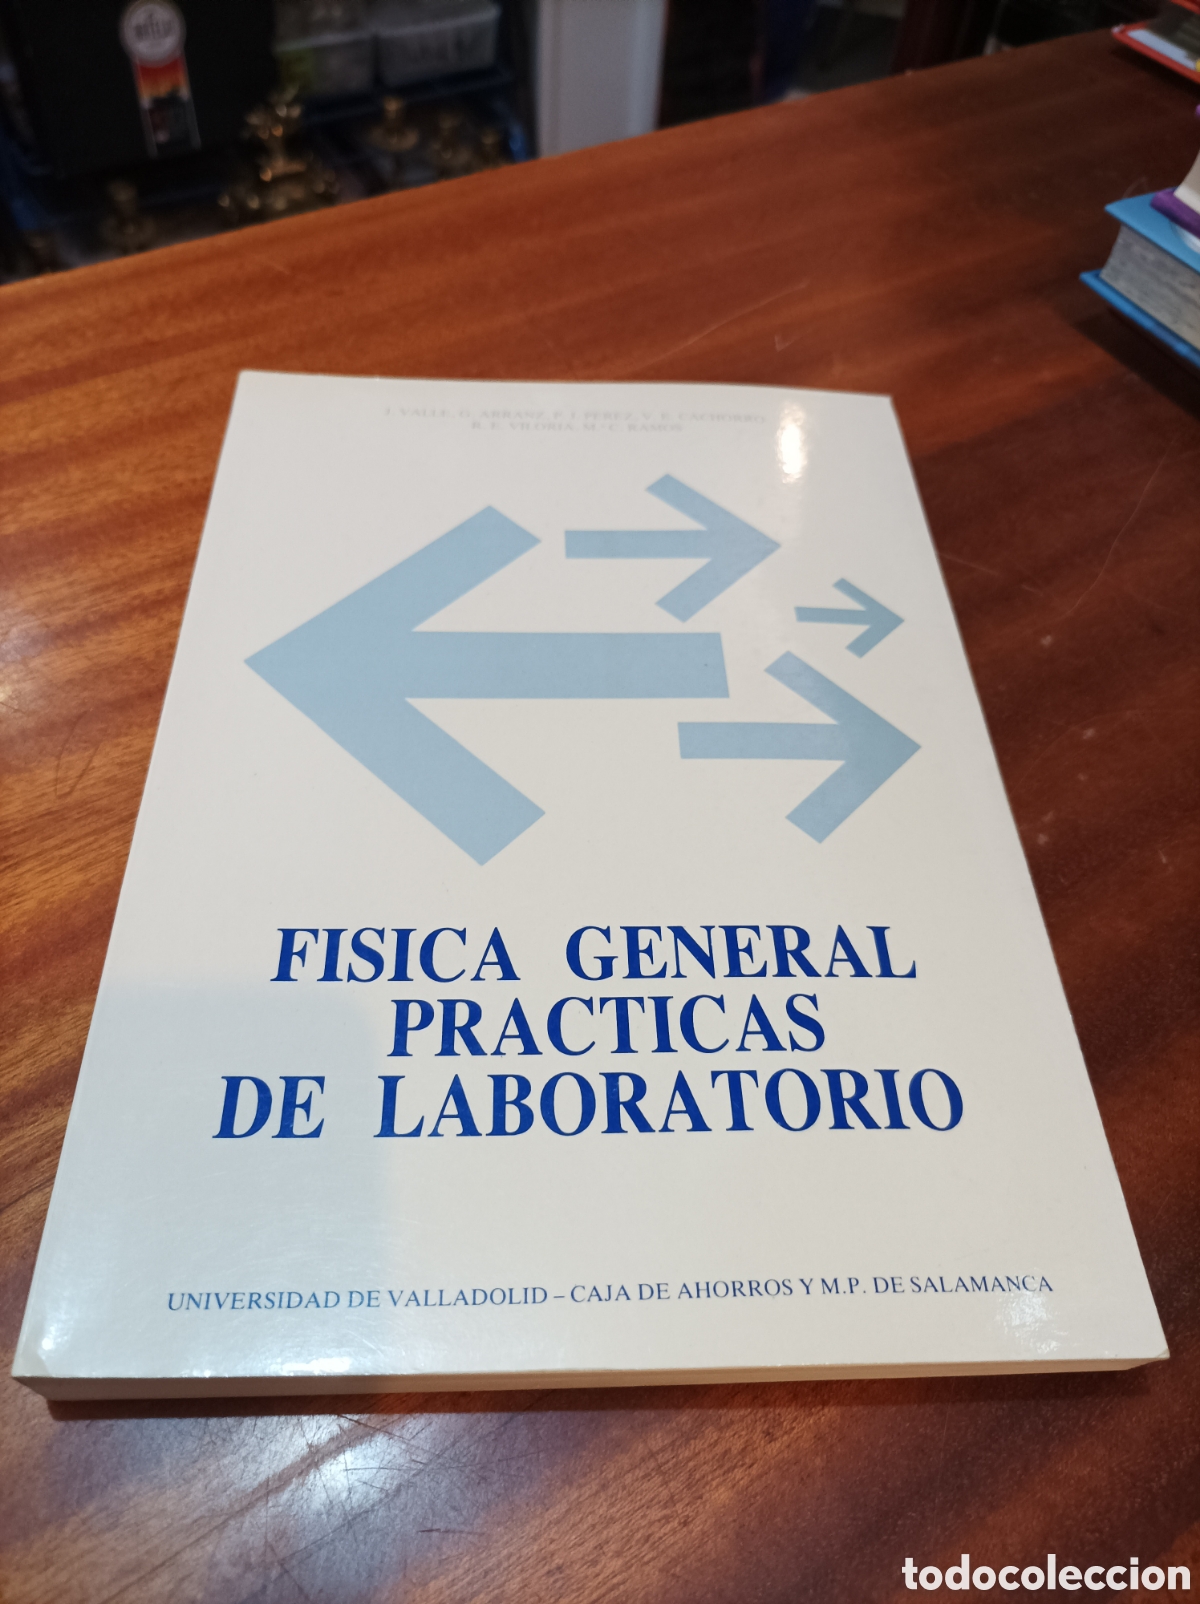 J. VALLE, G. ARRANZ, F. J. PEREZ, V. E. CACHORRO
R. E. VILORIA, M.ª C. RAMOS
FISICA GENERAL
PRACTICAS
DE LABORATORIO
UNIVERSIDAD DE VALLADOLID – CAJA DE AHORROS Y M.P. DE SALAMANCA
todocoleccion